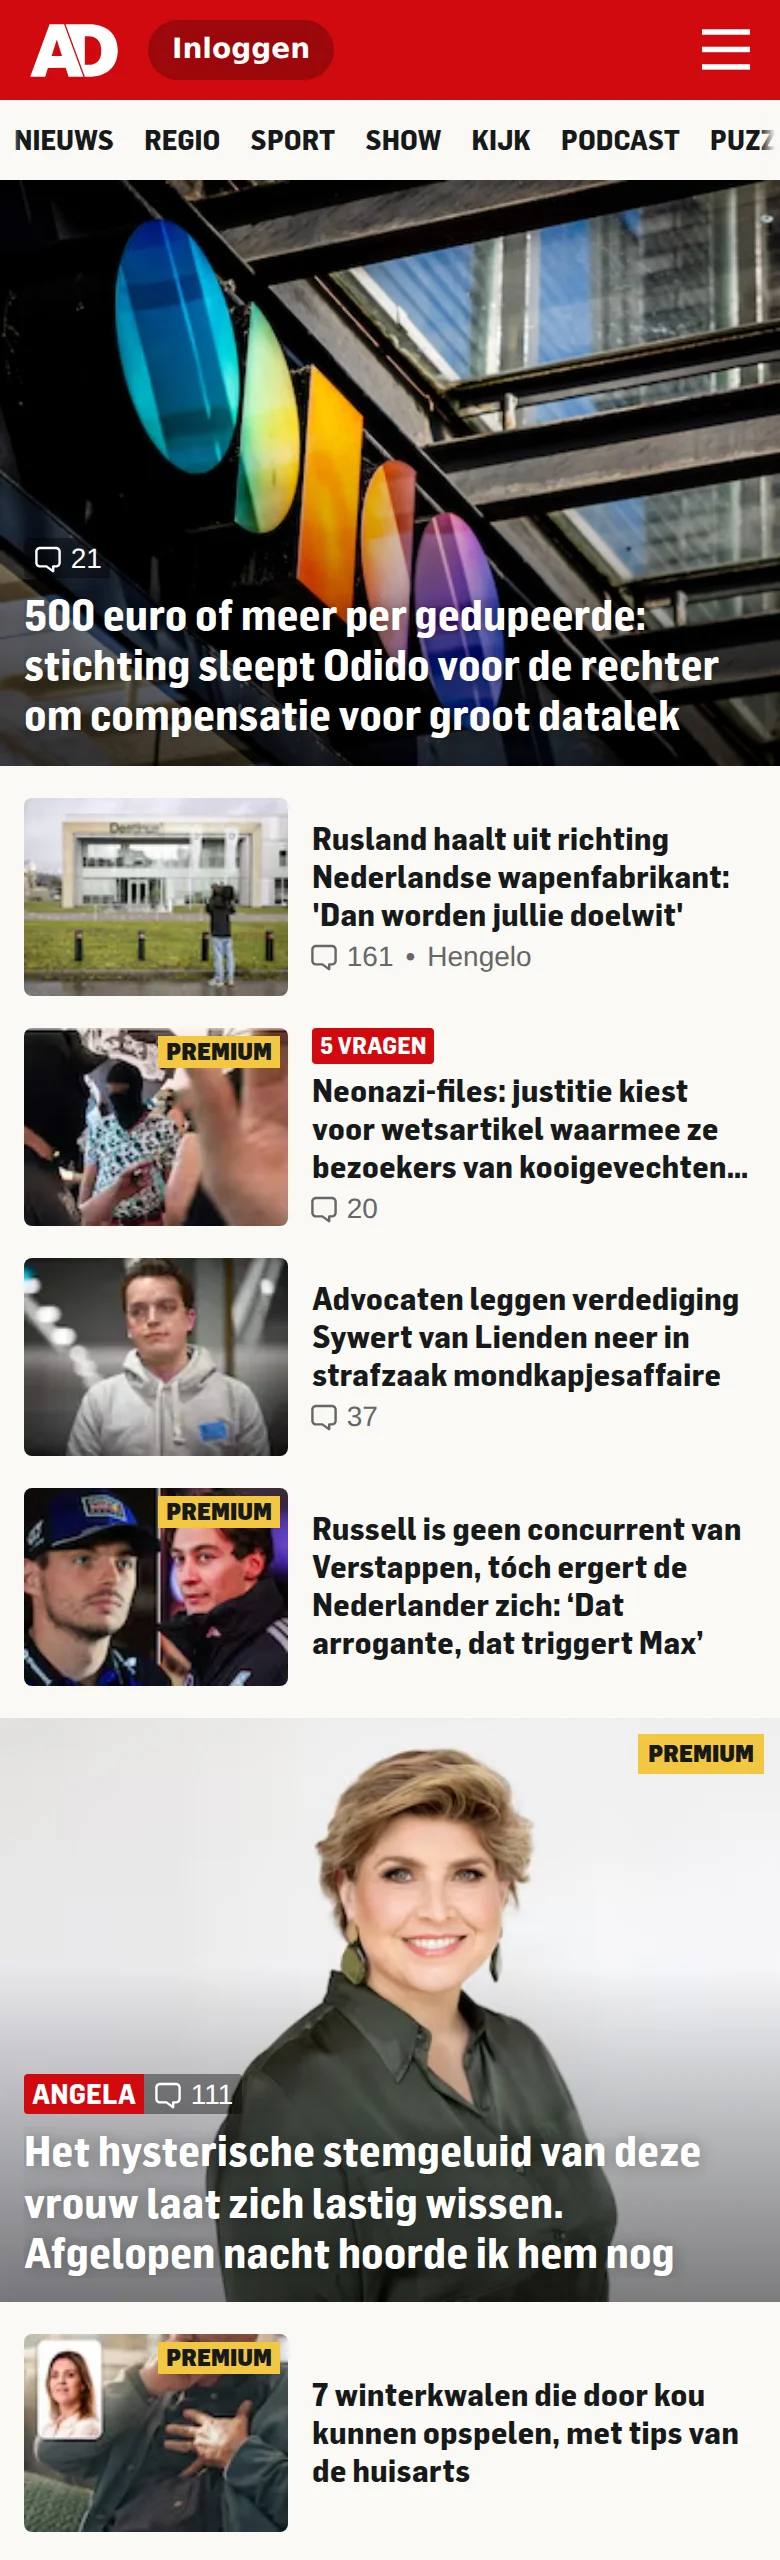 AD
Inloggen
NIEUWS REGIO SPORT SHOW KIJK PODCAST PUZZ
21
500 euro of meer per gedupeerde:
stichting sleept Odido voor de rechter
om compensatie voor groot datalek
Rusland haalt uit richting
Nederlandse wapenfabrikant:
'Dan worden jullie doelwit'
161 • Hengelo
PREMIUM
5 VRAGEN
Neonazi-files: justitie kiest
voor wetsartikel waarmee ze
bezoekers van kooigevechten...
20
Advocaten leggen verdediging
Sywert van Lienden neer in
strafzaak mondkapjesaffaire
37
PREMIUM
Russell is geen concurrent van
Verstappen, tóch ergert de
Nederlander zich: ‘Dat
arrogante, dat triggert Max’
PREMIUM
ANGELA 111
Het hysterische stemgeluid van deze
vrouw laat zich lastig wissen.
Afgelopen nacht hoorde ik hem nog
PREMIUM
7 winterkwalen die door kou
kunnen opspelen, met tips van
de huisarts